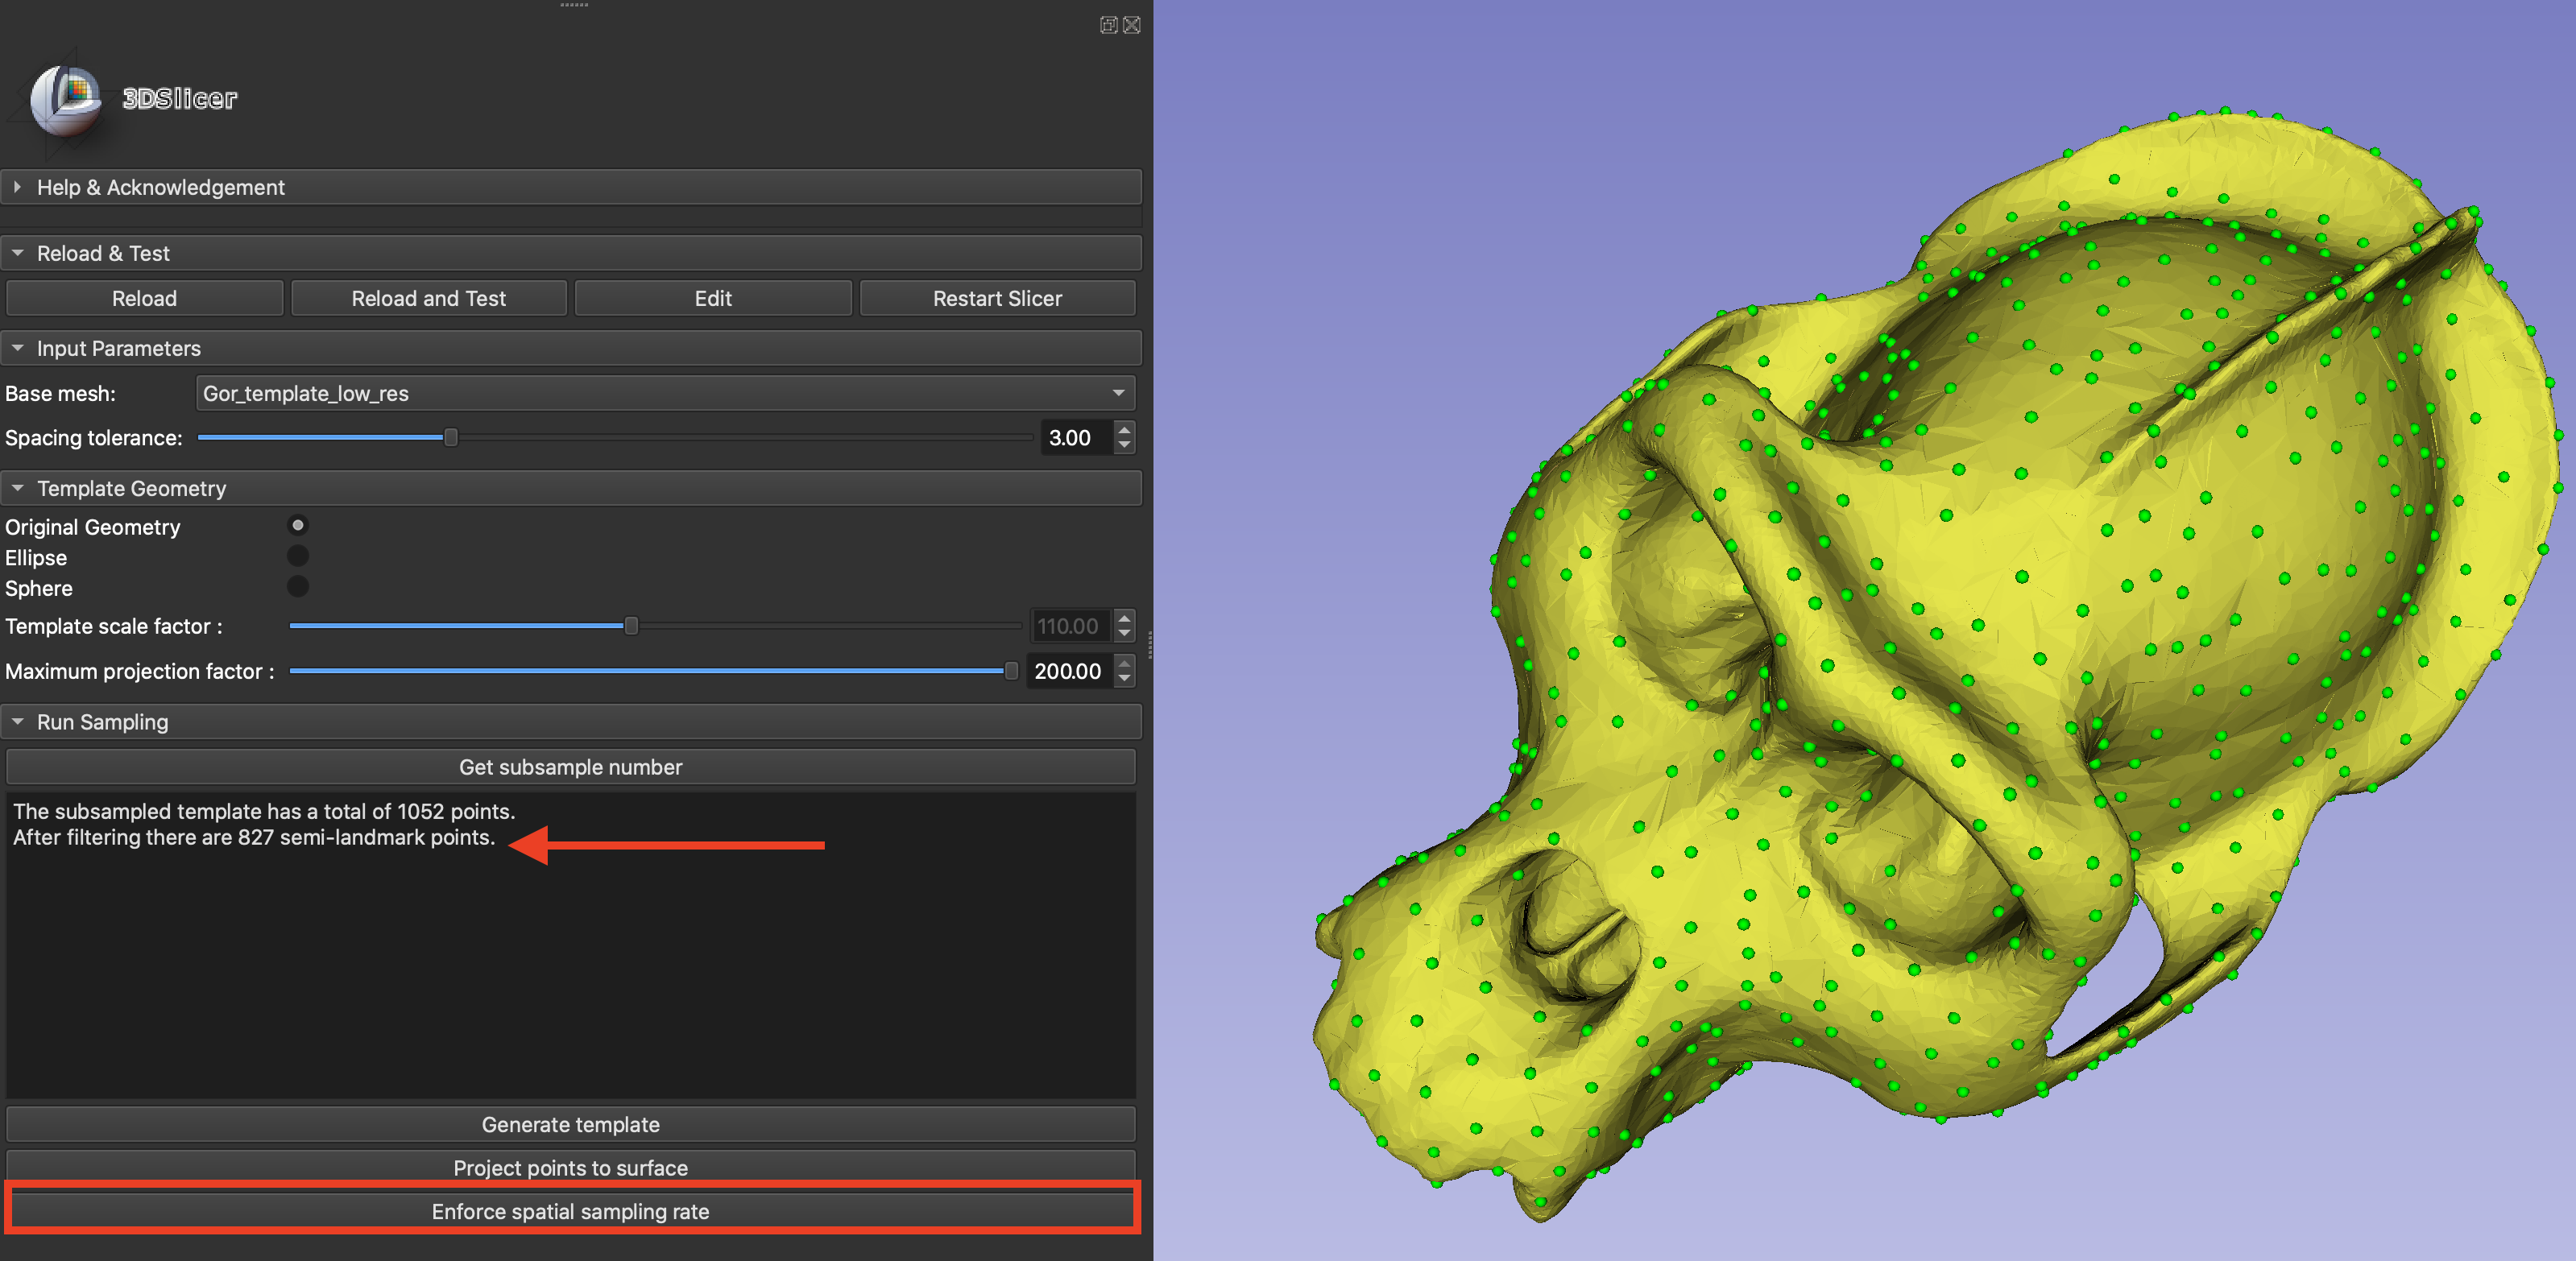 3DSlicer
Help & Acknowledgement
Reload & Test
Reload Reload and Test Edit Restart Slicer
Input Parameters
Base mesh: Gor_template_low_res
Spacing tolerance: 3.00
Template Geometry
Original Geometry
Ellipse
Sphere
Template scale factor : 110.00
Maximum projection factor : 200.00
Run Sampling
Get subsample number
The subsampled template has a total of 1052 points.
After filtering there are 827 semi-landmark points.
Generate template
Project points to surface
Enforce spatial sampling rate